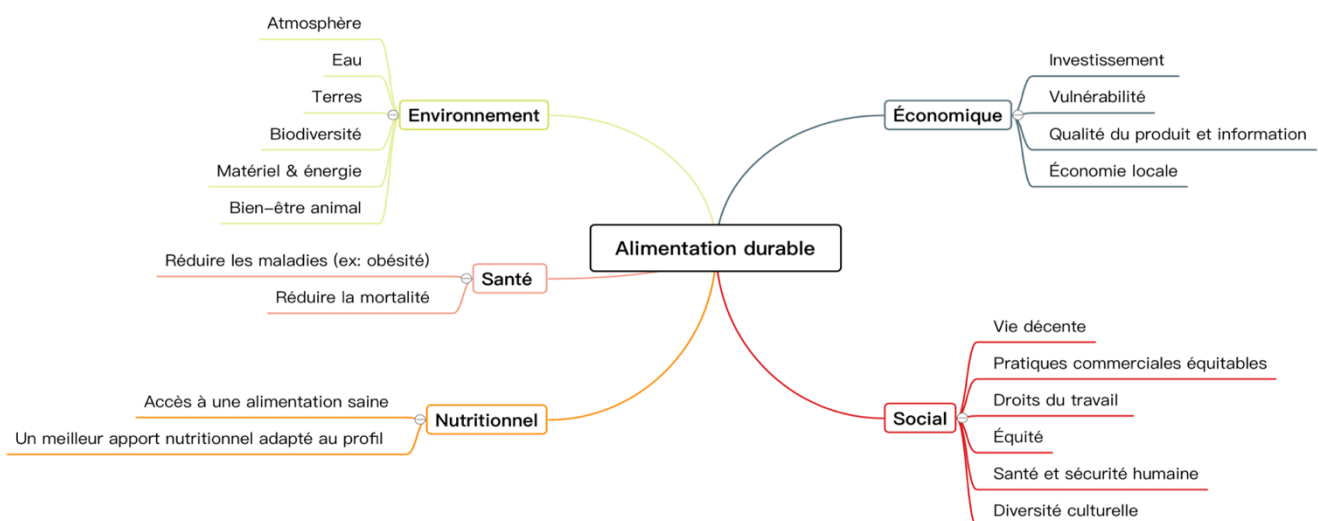 Alimentation durable
Environnement
Atmosphère
Eau
Terres
Biodiversité
Matériel & énergie
Bien-être animal
Santé
Réduire les maladies (ex: obésité)
Réduire la mortalité
Nutritionnel
Accès à une alimentation saine
Un meilleur apport nutritionnel adapté au profil
Économique
Investissement
Vulnérabilité
Qualité du produit et information
Économie locale
Social
Vie décente
Pratiques commerciales équitables
Droits du travail
Équité
Santé et sécurité humaine
Diversité culturelle